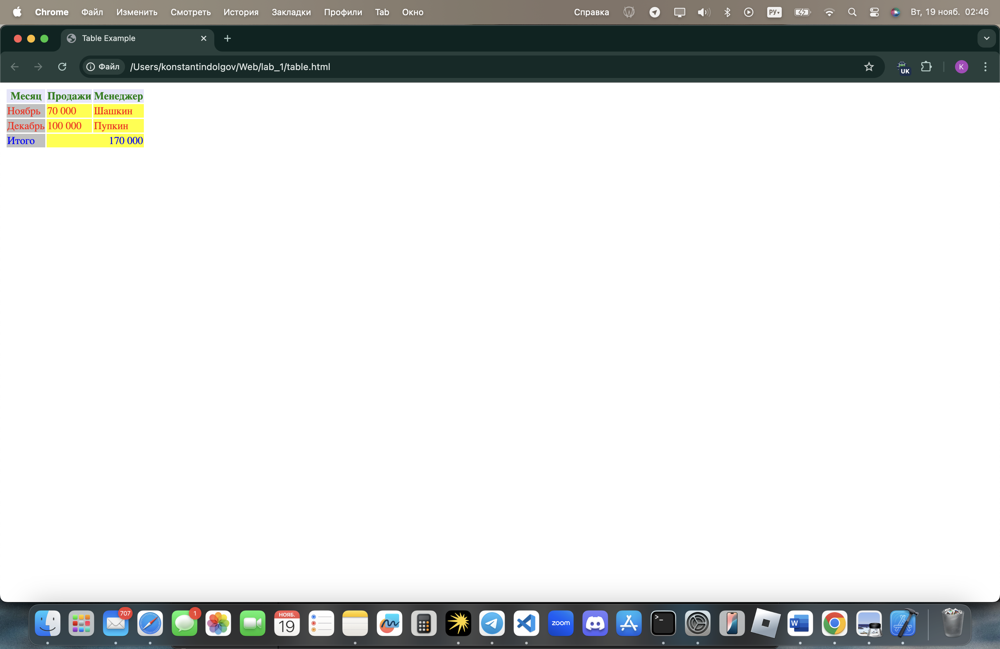 Chrome Файл Изменить Смотреть История Закладки Профили Tab Окно Справка РУ Вт, 19 нояб. 02:46
Table Example
Файл /Users/konstantindolgov/Web/lab_1/table.html UK K
Месяц Продажи Менеджер
Ноябрь 70 000 Шашкин
Декабрь 100 000 Пупкин
Итого 170 000
707 1 НОЯБ. 19 zoom >_ W